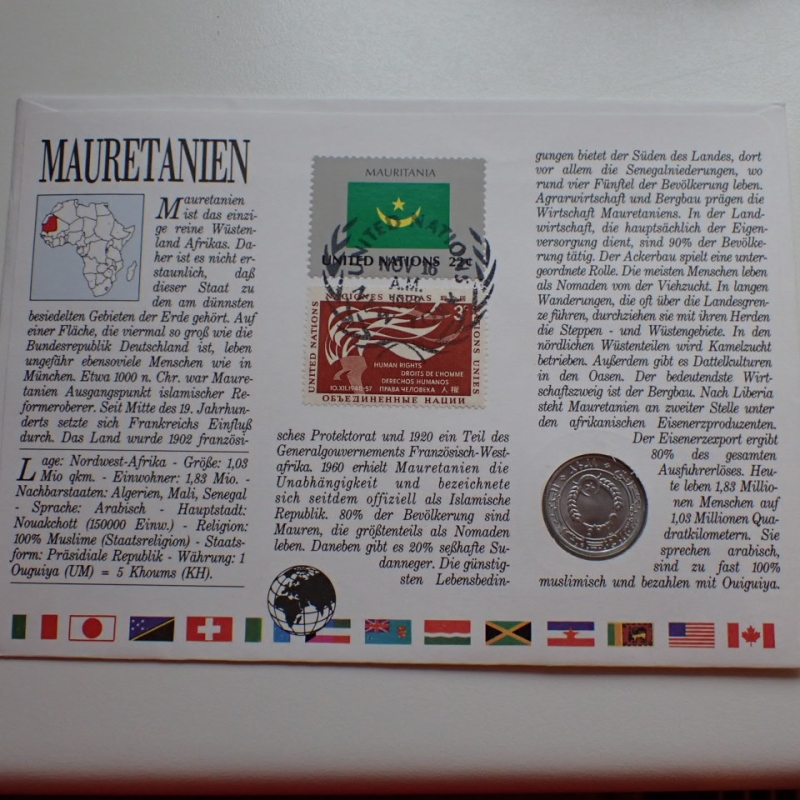 MAURETANIEN
Mauretanien
ist das einzi-
ge reine Wüsten-
land Afrikas. Da-
her ist es nicht er-
staunlich, daß
dieser Staat zu
den am dünnsten
besiedelten Gebieten der Erde gehört. Auf
einer Fläche, die viermal so groß wie die
Bundesrepublik Deutschland ist, leben
ungefähr ebensoviele Menschen wie in
München. Etwa 1000 n. Chr. war Maure-
tanien Ausgangspunkt islamischer Re-
formeroberer. Seit Mitte des 19. Jahrhun-
derts setzte sich Frankreichs Einfluß
durch. Das Land wurde 1902 französi-
Lage: Nordwest-Afrika - Größe: 1,03
Mio qkm. - Einwohner: 1,83 Mio. -
Nachbarstaaten: Algerien, Mali, Senegal
- Sprache: Arabisch - Hauptstadt:
Nouakchott (150000 Einw.) - Religion:
100% Muslime (Staatsreligion) - Staats-
form: Präsidiale Republik - Währung: 1
Ouguiya (UM) = 5 Khoums (KH).
MAURITANIA
UNITED NATIONS 22c
UNITED NATIONS
NOV 16
A.M.
NACIONES UNIDAS
3c
UNITED NATIONS
NATIONS UNIES
HUMAN RIGHTS
DROITS DE L'HOMME
DERECHOS HUMANOS
ПРАВА ЧЕЛОВЕКА 人權
10.XII.1948-57
ОБЪЕДИНЕННЫЕ НАЦИИ
sches Protektorat und 1920 ein Teil des
Generalgouvernements Französisch-West-
afrika. 1960 erhielt Mauretanien die
Unabhängigkeit und bezeichnete
sich seitdem offiziell als Islamische
Republik. 80% der Bevölkerung sind
Mauren, die größtenteils als Nomaden
leben. Daneben gibt es 20% seßhafte Su-
danneger. Die günstig-
sten Lebensbedin-
gungen bietet der Süden des Landes, dort
vor allem die Senegalniederungen, wo
rund vier Fünftel der Bevölkerung leben.
Agrarwirtschaft und Bergbau prägen die
Wirtschaft Mauretaniens. In der Land-
wirtschaft, die hauptsächlich der Eigen-
versorgung dient, sind 90% der Bevölke-
rung tätig. Der Ackerbau spielt eine unter-
geordnete Rolle. Die meisten Menschen leben
als Nomaden von der Viehzucht. In langen
Wanderungen, die oft über die Landesgren-
ze führen, durchziehen sie mit ihren Herden
die Steppen - und Wüstengebiete. In den
nördlichen Wüstenteilen wird Kamelzucht
betrieben. Außerdem gibt es Dattelkulturen
in den Oasen. Der bedeutendste Wirt-
schaftszweig ist der Bergbau. Nach Liberia
steht Mauretanien an zweiter Stelle unter
den afrikanischen Eisenerzproduzenten.
Der Eisenerzexport ergibt
80% des gesamten
Ausfuhrerlöses. Heu-
te leben 1,83 Millio-
nen Menschen auf
1,03 Millionen Qua-
dratkilometern. Sie
sprechen arabisch,
sind zu fast 100%
muslimisch und bezahlen mit Ouiguiya.